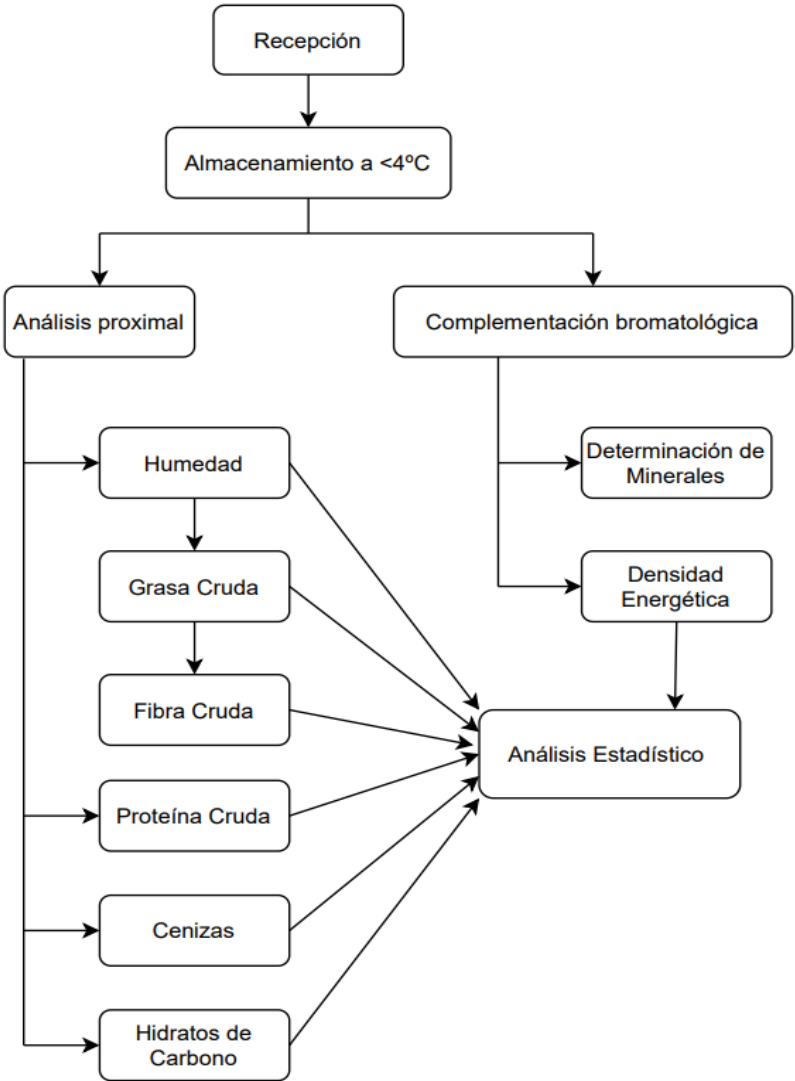 Recepción
Almacenamiento a <4ºC
Análisis proximal
Complementación bromatológica
Humedad
Determinación de
Minerales
Grasa Cruda
Densidad
Energética
Fibra Cruda
Análisis Estadístico
Proteína Cruda
Cenizas
Hidratos de
Carbono